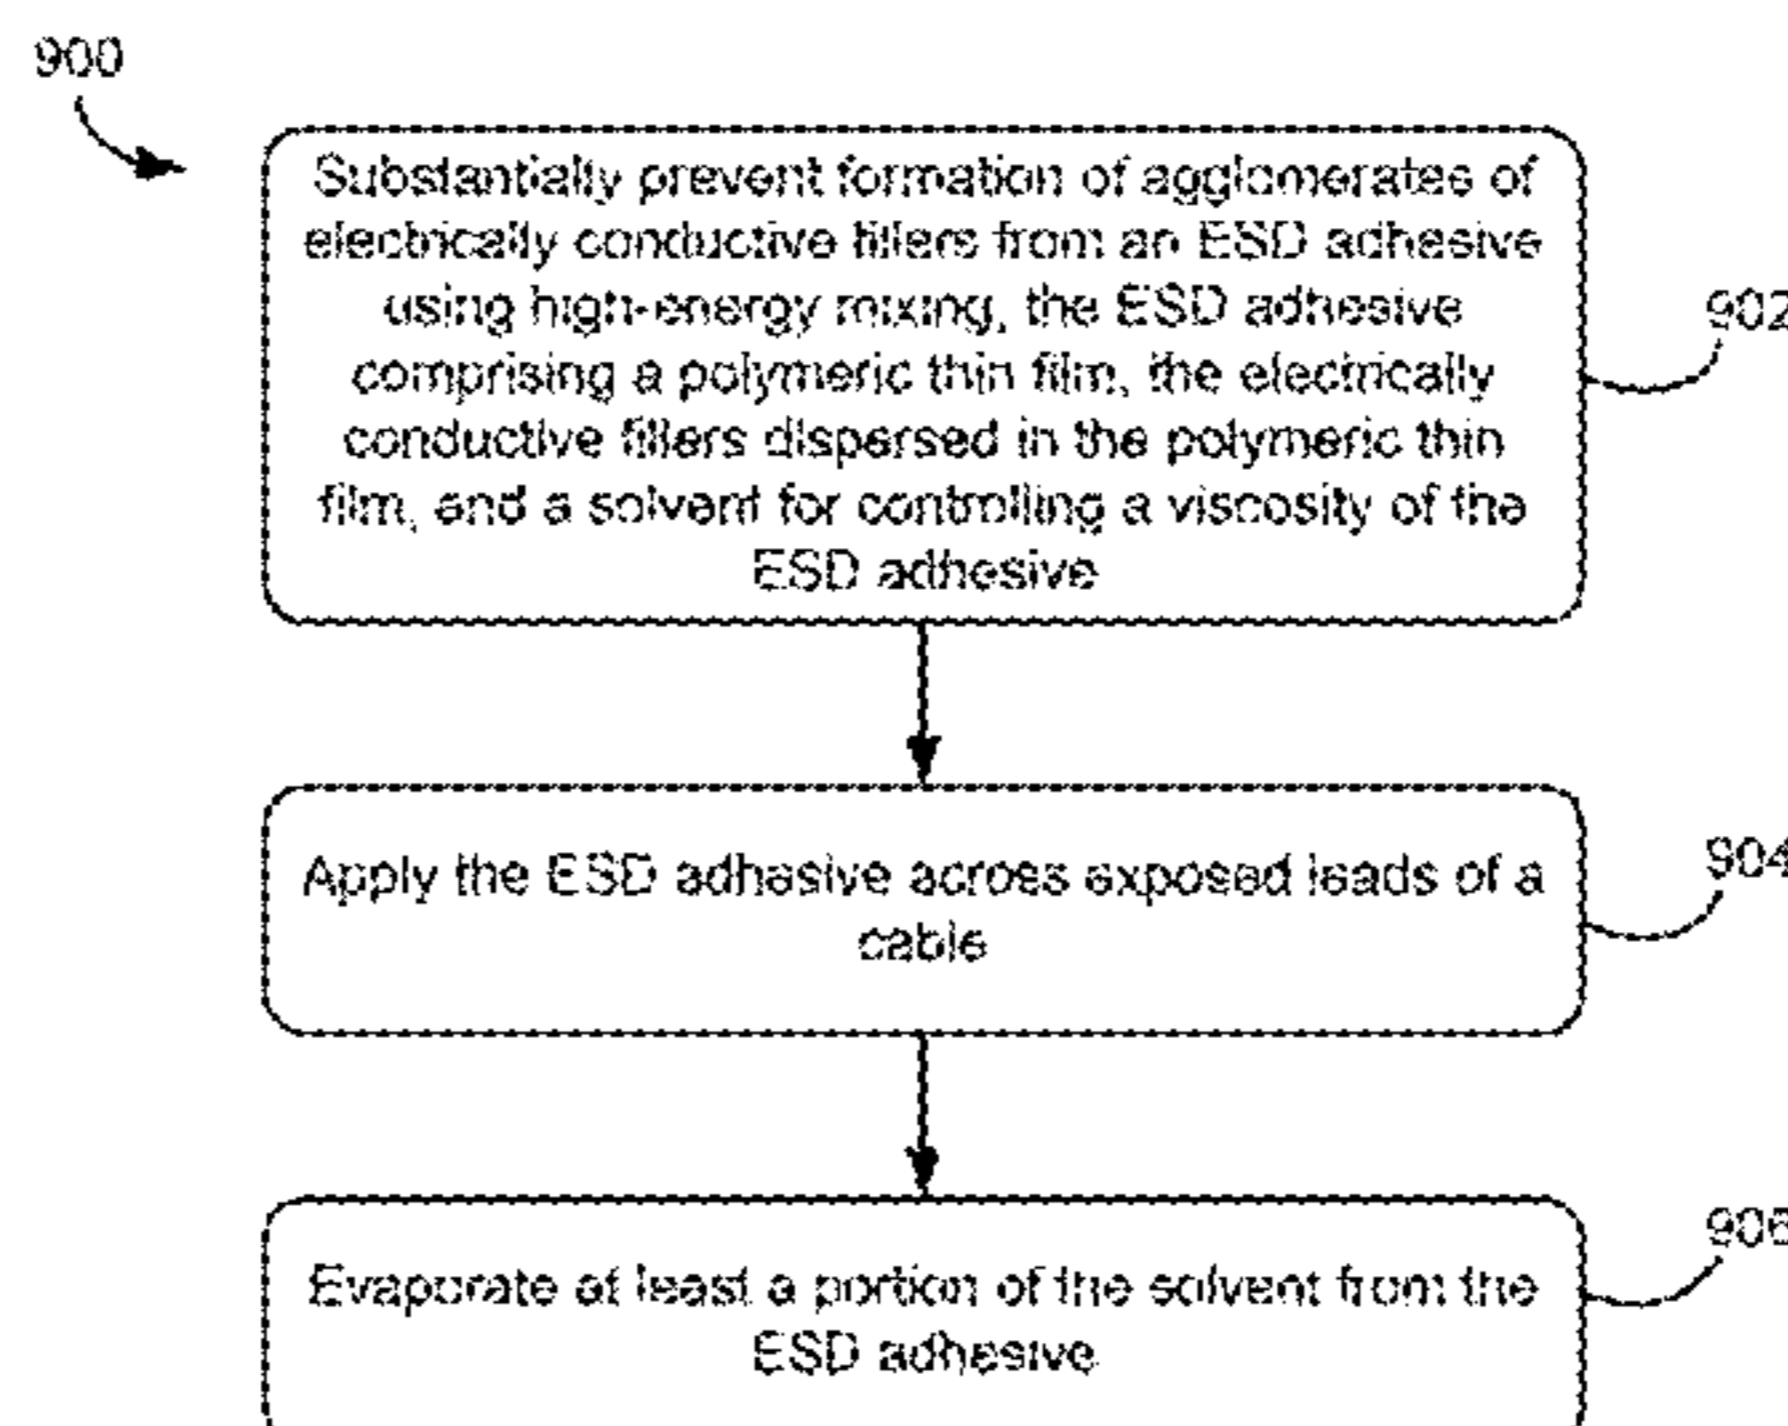 900
Substantially prevent formation of agglomerates of
electrically conductive fillers from an ESD adhesive
using high-energy mixing, the ESD adhesive
comprising a polymeric thin film, the electrically
conductive fillers dispersed in the polymeric thin
film, and a solvent for controlling a viscosity of the
ESD adhesive
902
Apply the ESD adhesive across exposed leads of a
cable
904
Evaporate at least a portion of the solvent from the
ESD adhesive
906